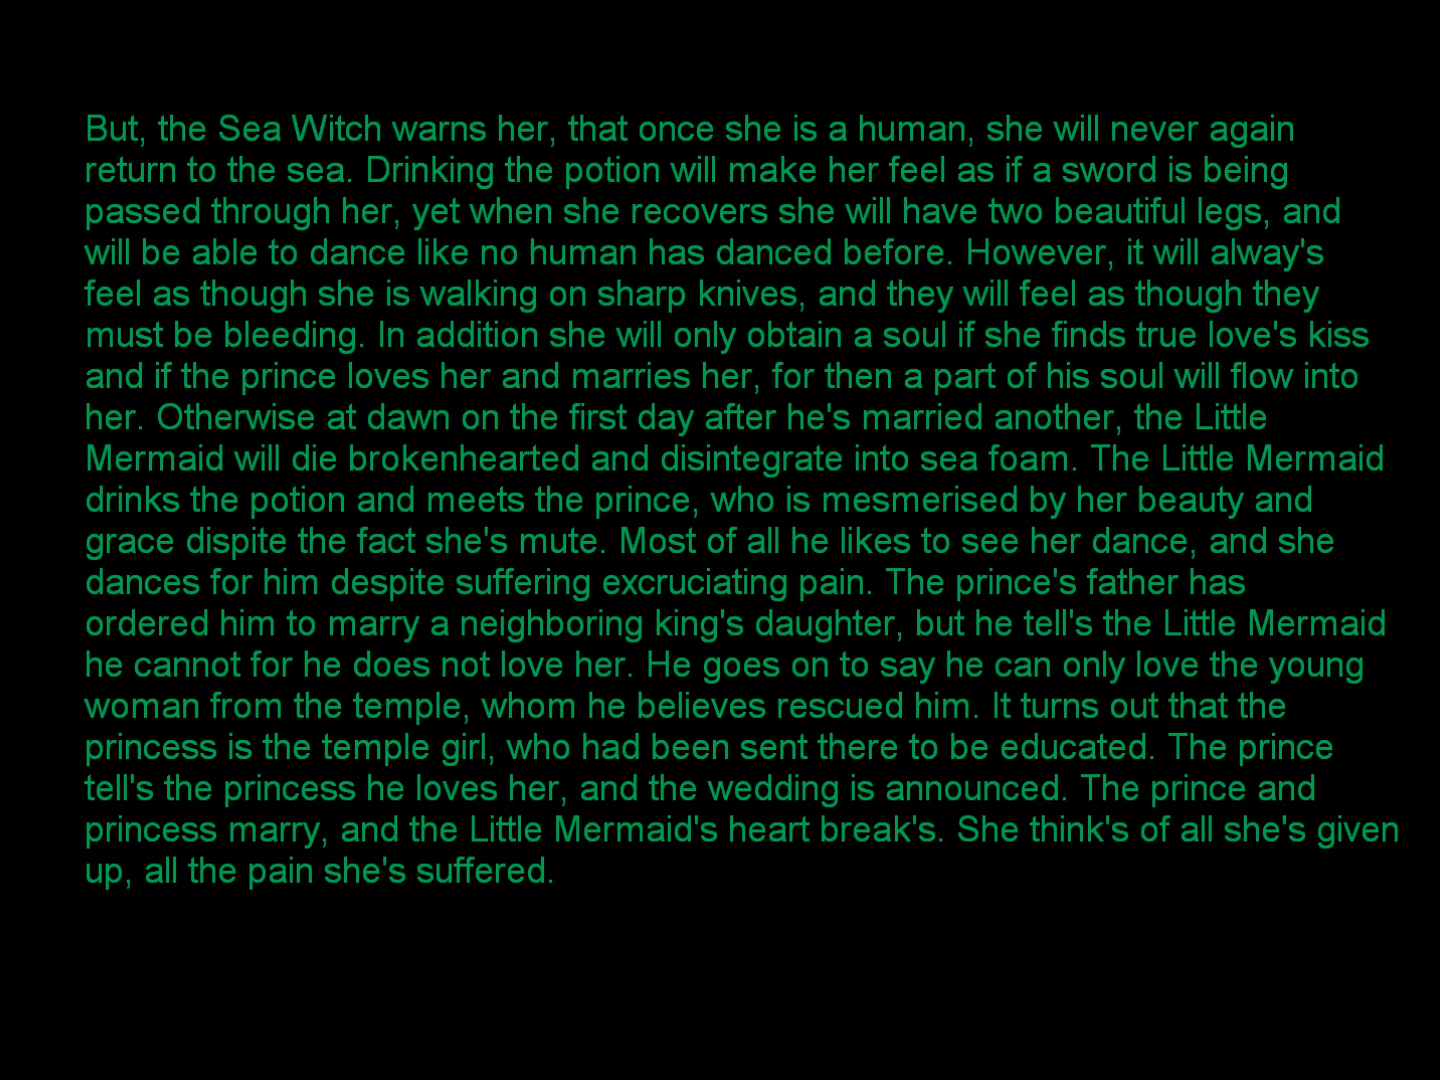 But, the Sea Witch warns her, that once she is a human, she will never again
return to the sea. Drinking the potion will make her feel as if a sword is being
passed through her, yet when she recovers she will have two beautiful legs, and
will be able to dance like no human has danced before. However, it will alway's
feel as though she is walking on sharp knives, and they will feel as though they
must be bleeding. In addition she will only obtain a soul if she finds true love's kiss
and if the prince loves her and marries her, for then a part of his soul will flow into
her. Otherwise at dawn on the first day after he's married another, the Little
Mermaid will die brokenhearted and disintegrate into sea foam. The Little Mermaid
drinks the potion and meets the prince, who is mesmerised by her beauty and
grace dispite the fact she's mute. Most of all he likes to see her dance, and she
dances for him despite suffering excruciating pain. The prince's father has
ordered him to marry a neighboring king's daughter, but he tell's the Little Mermaid
he cannot for he does not love her. He goes on to say he can only love the young
woman from the temple, whom he believes rescued him. It turns out that the
princess is the temple girl, who had been sent there to be educated. The prince
tell's the princess he loves her, and the wedding is announced. The prince and
princess marry, and the Little Mermaid's heart break's. She think's of all she's given
up, all the pain she's suffered.